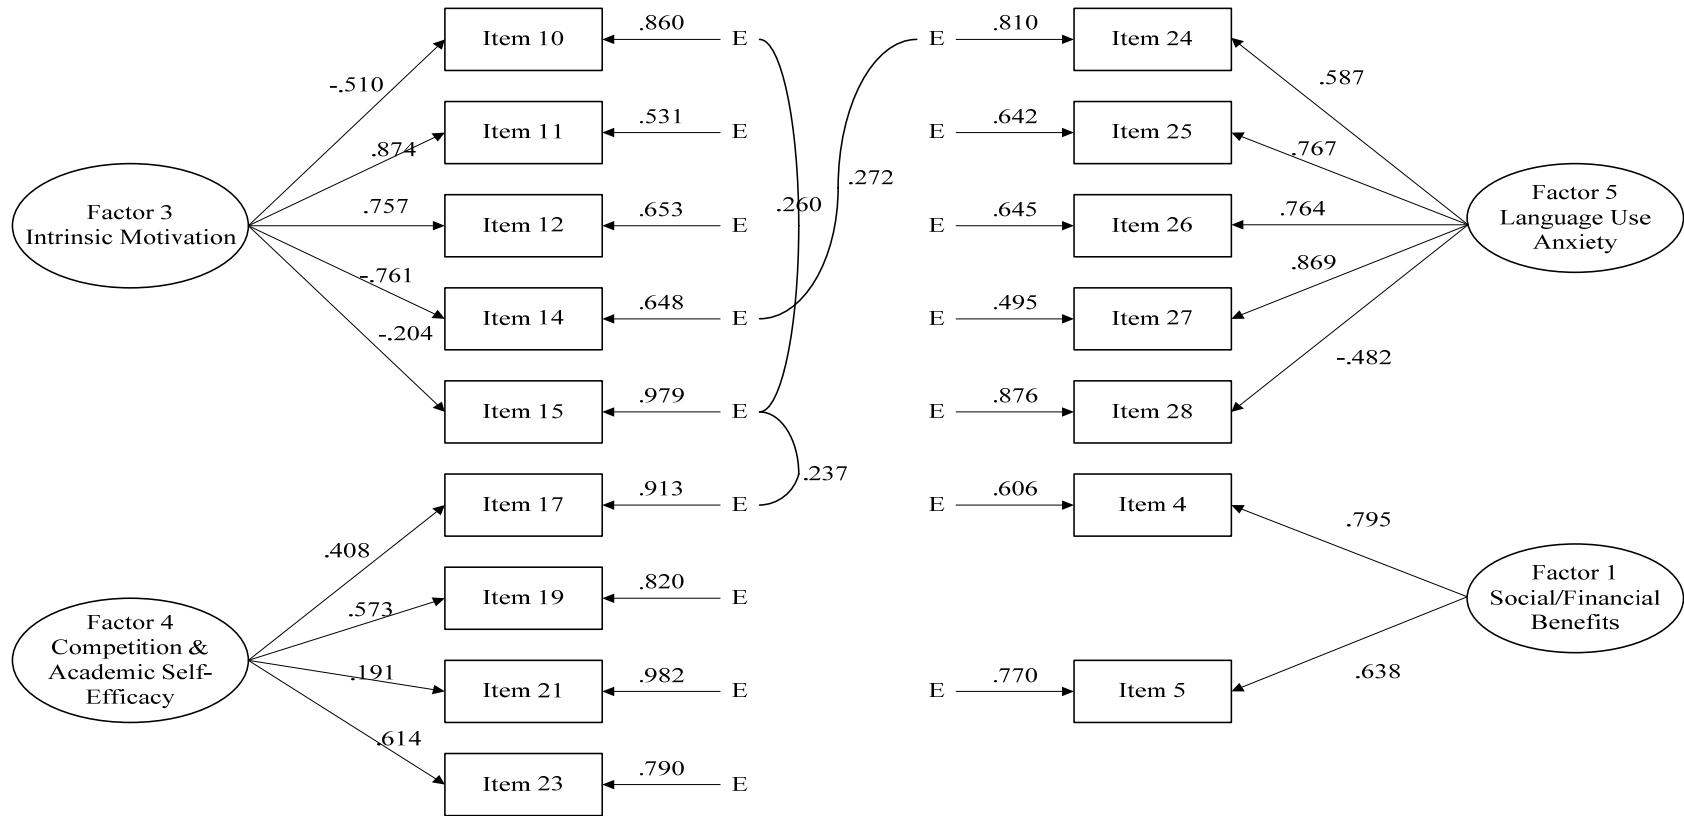 .860
E
E
.810
Item 10
Item 24
-.510
.587
.531
E
E
.642
Item 11
Item 25
.874
.767
Factor 3
Intrinsic Motivation
.757
.653
E
.260
.272
E
.645
Item 12
Item 26
.764
Factor 5
Language Use
Anxiety
-.761
.648
E
E
.495
Item 14
Item 27
.869
-.204
-.482
.979
E
E
.876
Item 15
Item 28
.913
E
.237
E
.606
Item 17
Item 4
.408
.795
.820
E
Item 19
.573
Factor 1
Social/Financial
Benefits
Factor 4
Competition &
Academic Self-
Efficacy
.191
.982
E
E
.770
Item 21
Item 5
.638
.614
.790
E
Item 23